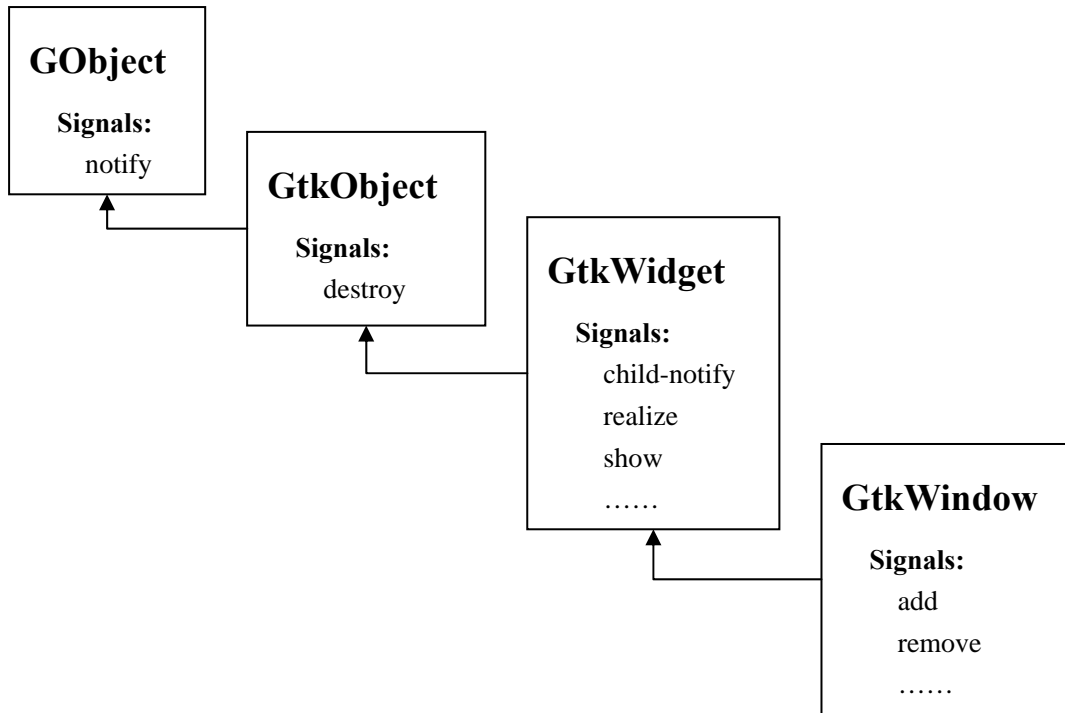 GObject
Signals:
notify
GtkObject
Signals:
destroy
GtkWidget
Signals:
child-notify
realize
show
……
GtkWindow
Signals:
add
remove
……